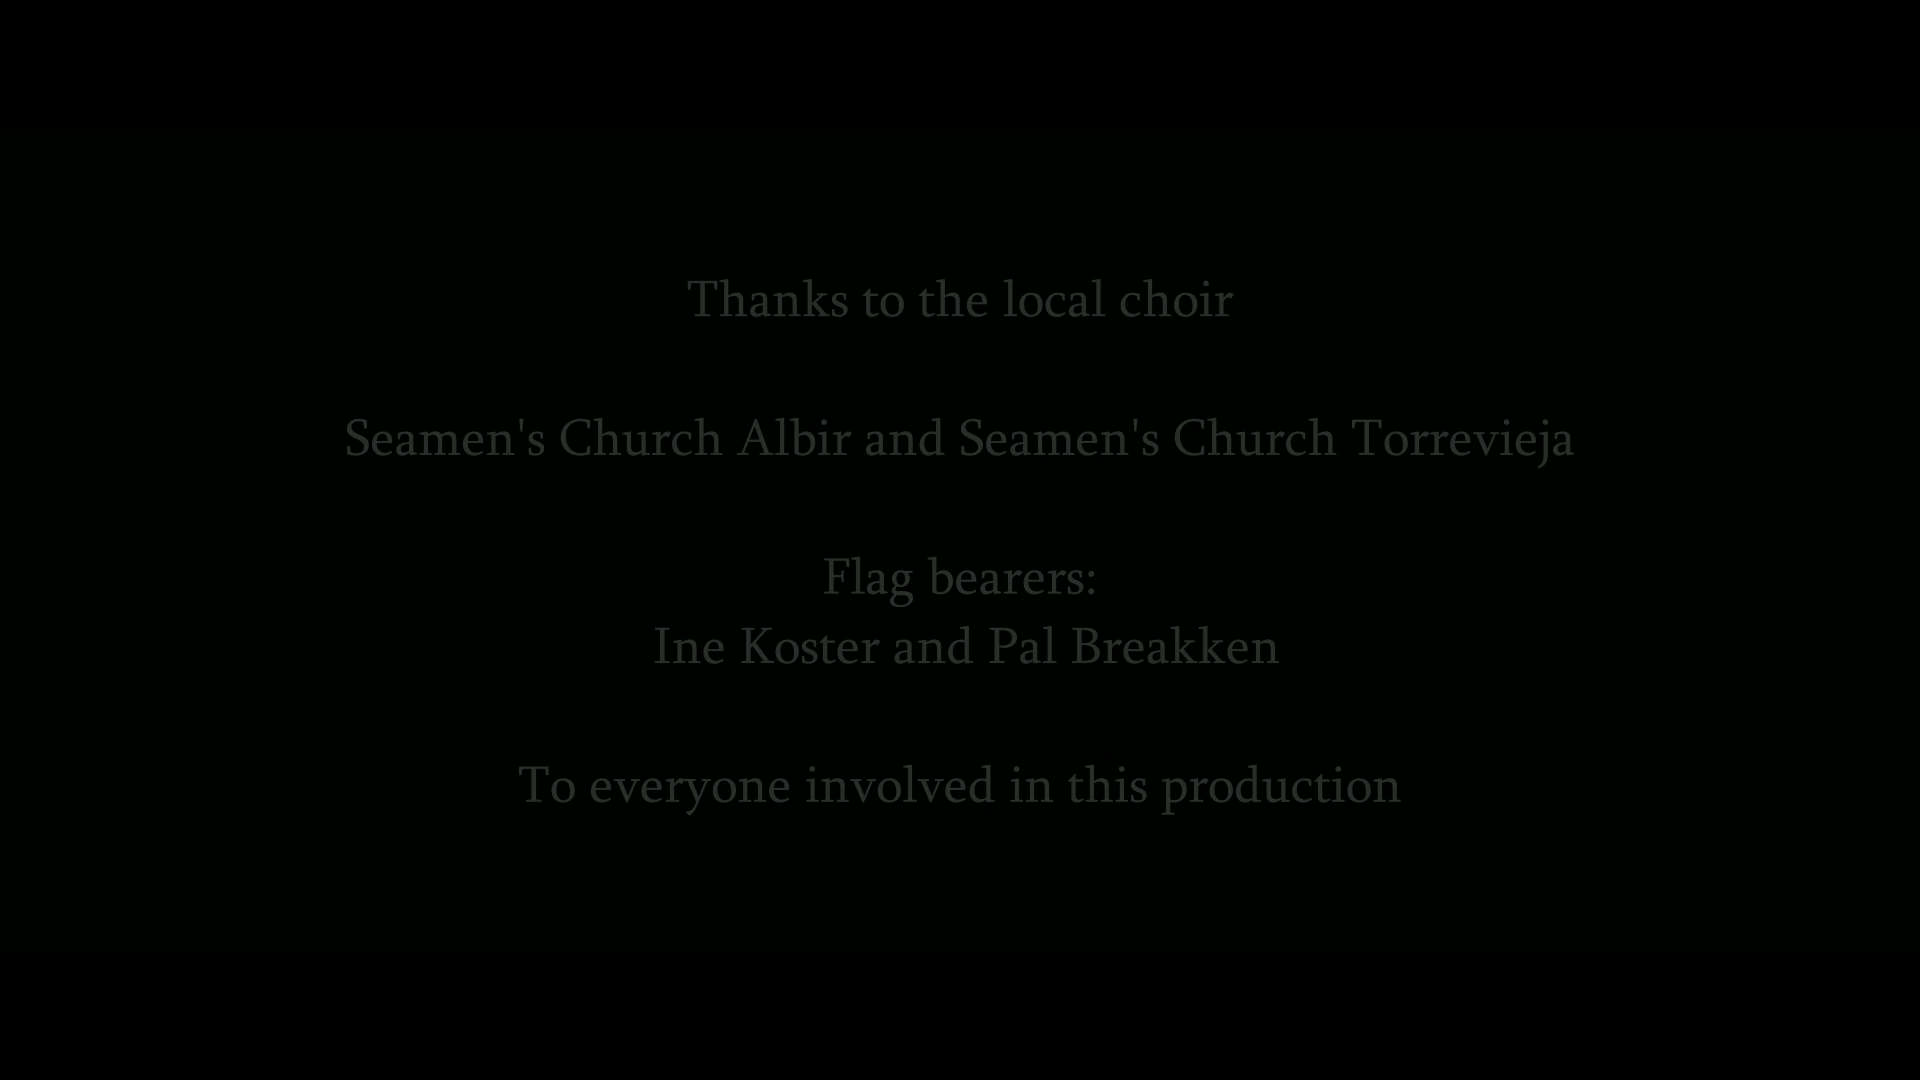 Thanks to the local choir
Seamen's Church Albir and Seamen's Church Torrevieja
Flag bearers:
Ine Koster and Pal Breakken
To everyone involved in this production